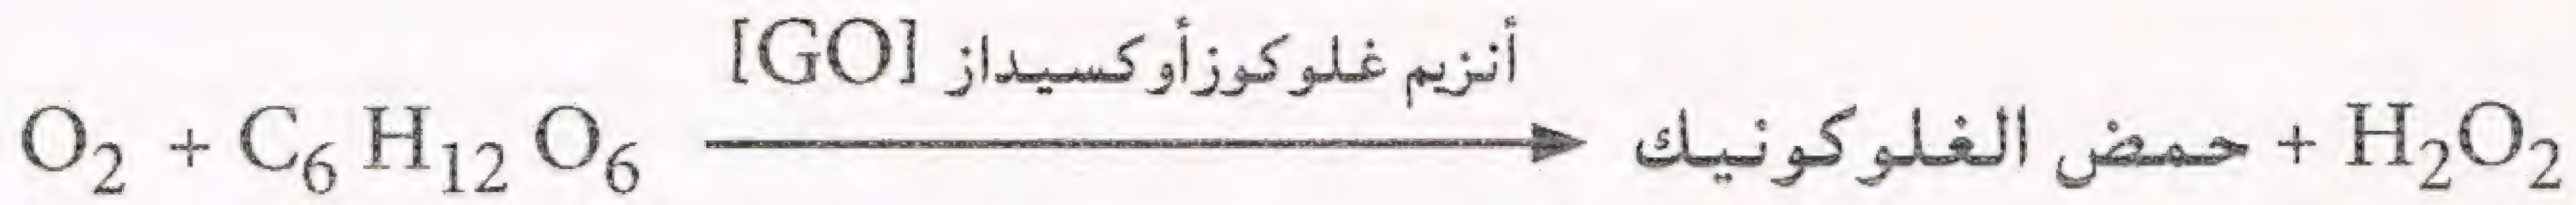 أنزيم غلوكوزأوكسيداز [GO]
O₂ + C₆ H₁₂ O₆ ⟶ حمض الغلوكونيك + H₂O₂